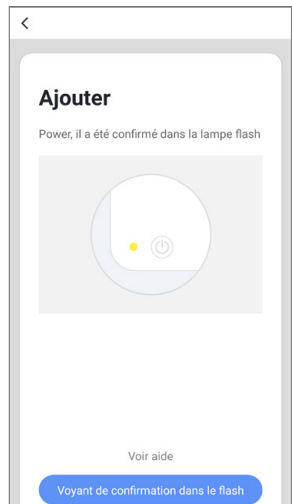 Ajouter
Power, il a été confirmé dans la lampe flash
Voir aide
Voyant de confirmation dans le flash